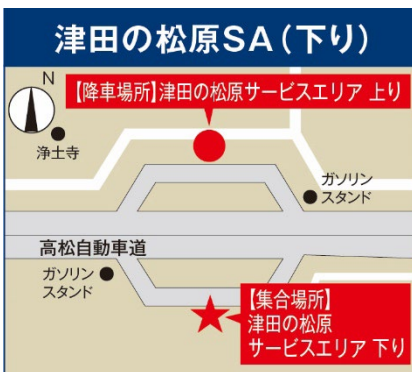 津田の松原SA(下り)
N
【降車場所】津田の松原サービスエリア 上り
浄土寺
ガソリン
スタンド
高松自動車道
ガソリン
スタンド
【集合場所】
津田の松原
サービスエリア 下り